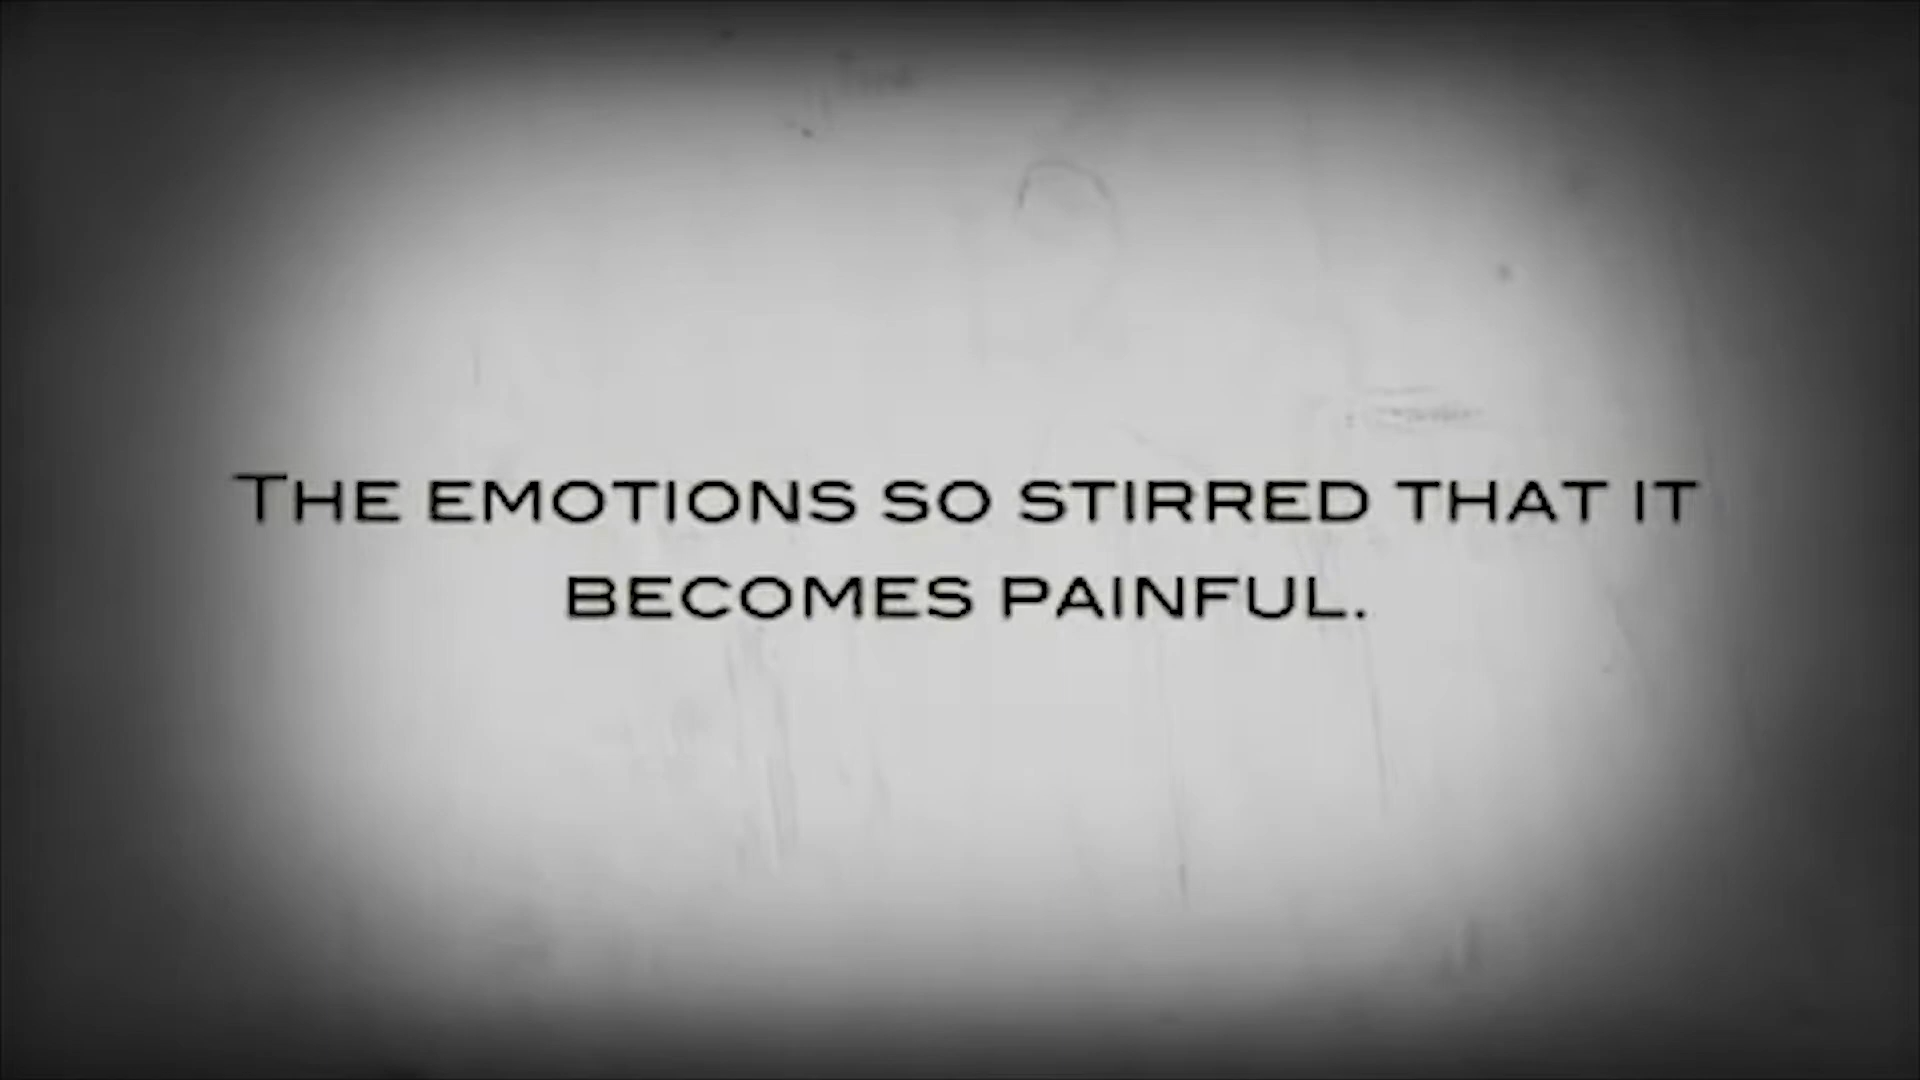 The emotions so stirred that it
becomes painful.